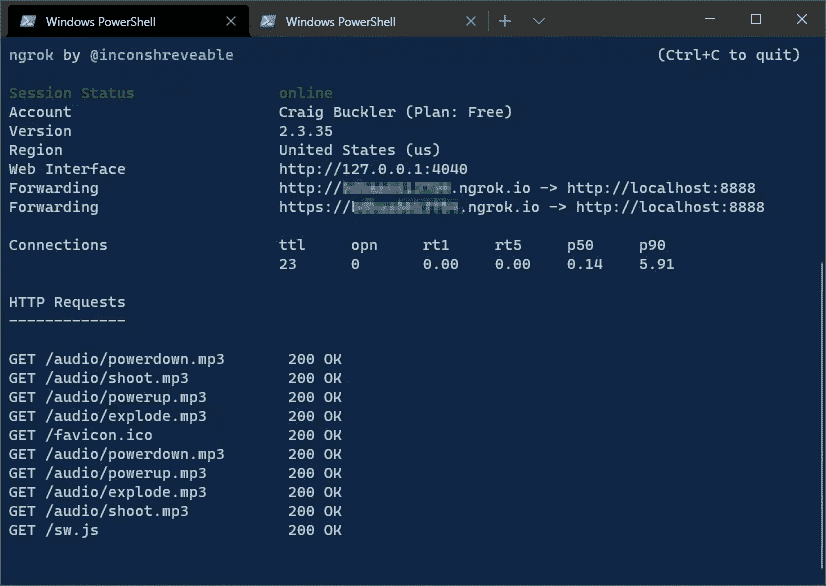 Windows PowerShell Windows PowerShell
ngrok by @inconshreveable (Ctrl+C to quit)
Session Status online
Account Craig Buckler (Plan: Free)
Version 2.3.35
Region United States (us)
Web Interface http://127.0.0.1:4040
Forwarding http:// .ngrok.io -> http://localhost:8888
Forwarding https:// .ngrok.io -> http://localhost:8888
Connections ttl opn rt1 rt5 p50 p90
23 0 0.00 0.00 0.14 5.91
HTTP Requests
-------------
GET /audio/powerdown.mp3 200 OK
GET /audio/shoot.mp3 200 OK
GET /audio/powerup.mp3 200 OK
GET /audio/explode.mp3 200 OK
GET /favicon.ico 200 OK
GET /audio/powerdown.mp3 200 OK
GET /audio/powerup.mp3 200 OK
GET /audio/explode.mp3 200 OK
GET /audio/shoot.mp3 200 OK
GET /sw.js 200 OK